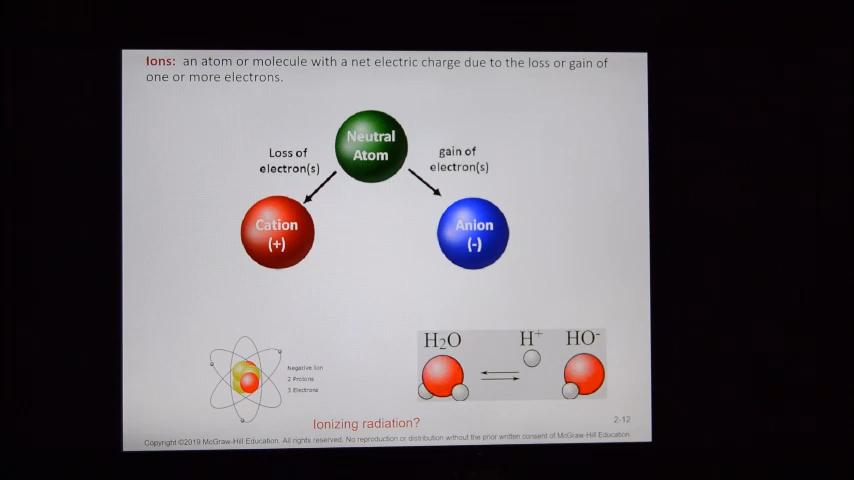 Ions: an atom or molecule with a net electric charge due to the loss or gain of
one or more electrons.
Neutral
Atom
Loss of
electron(s)
gain of
electron(s)
Cation
(+)
Anion
(-)
H₂O
H⁺
HO⁻
Negative Ion
2 Protons
3 Electrons
Ionizing radiation?
2-12
Copyright ©2019 McGraw-Hill Education. All rights reserved. No reproduction or distribution without the prior written consent of McGraw-Hill Education.